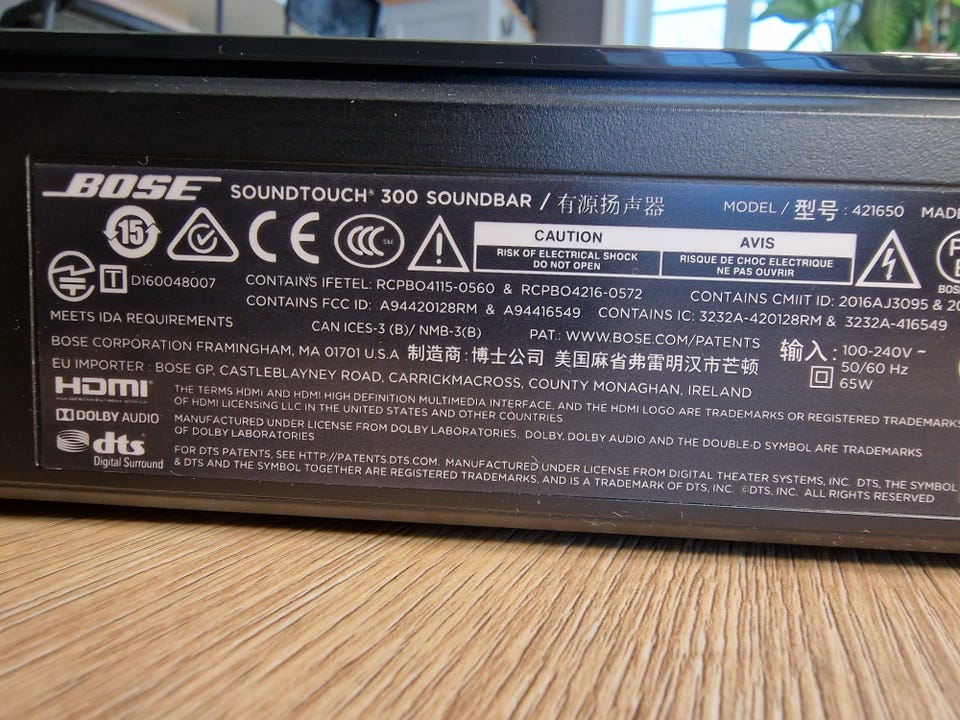 BOSE SOUNDTOUCH® 300 SOUNDBAR / 有源扬声器 MODEL / 型号 : 421650 MADE
15 CE CCC S&E CAUTION AVIS
RISK OF ELECTRICAL SHOCK DO NOT OPEN RISQUE DE CHOC ELECTRIQUE NE PAS OUVRIR
T D160048007 CONTAINS IFETEL: RCPBO4115-0560 & RCPBO4216-0572 CONTAINS CMIIT ID: 2016AJ3095 & 20
CONTAINS FCC ID: A94420128RM & A94416549 CONTAINS IC: 3232A-420128RM & 3232A-416549
MEETS IDA REQUIREMENTS CAN ICES-3 (B)/ NMB-3(B) PAT.: WWW.BOSE.COM/PATENTS
BOSE CORPORATION FRAMINGHAM, MA 01701 U.S.A 制造商: 博士公司 美国麻省弗雷明汉市芒顿 输入 : 100-240V ~
50/60 Hz
65W
EU IMPORTER : BOSE GP, CASTLEBLAYNEY ROAD, CARRICKMACROSS, COUNTY MONAGHAN, IRELAND
HDMI THE TERMS HDMI AND HDMI HIGH DEFINITION MULTIMEDIA INTERFACE, AND THE HDMI LOGO ARE TRADEMARKS OR REGISTERED TRADEMARKS
HIGH DEFINITION MULTIMEDIA INTERFACE OF HDMI LICENSING LLC IN THE UNITED STATES AND OTHER COUNTRIES
DOLBY AUDIO MANUFACTURED UNDER LICENSE FROM DOLBY LABORATORIES. DOLBY, DOLBY AUDIO AND THE DOUBLE-D SYMBOL ARE TRADEMARKS
OF DOLBY LABORATORIES
dts FOR DTS PATENTS, SEE HTTP://PATENTS.DTS.COM. MANUFACTURED UNDER LICENSE FROM DIGITAL THEATER SYSTEMS, INC. DTS, THE SYMBOL
Digital Surround & DTS AND THE SYMBOL TOGETHER ARE REGISTERED TRADEMARKS, AND IS A TRADEMARK OF DTS, INC. ©DTS, INC. ALL RIGHTS RESERVED